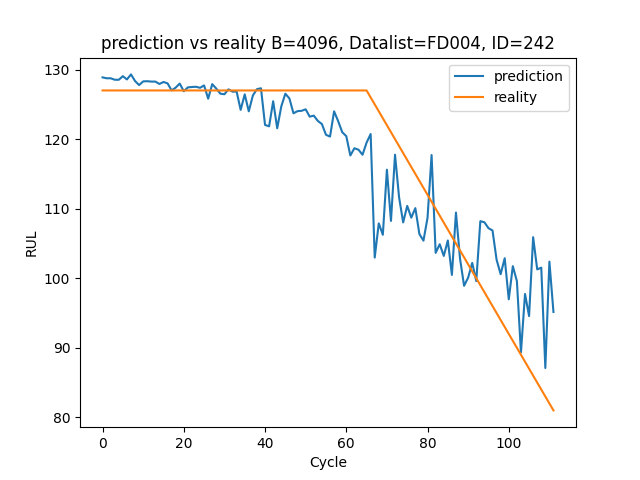 prediction vs reality B=4096, Datalist=FD004, ID=242
prediction
reality
130
120
110
100
90
80
RUL
0 20 40 60 80 100
Cycle